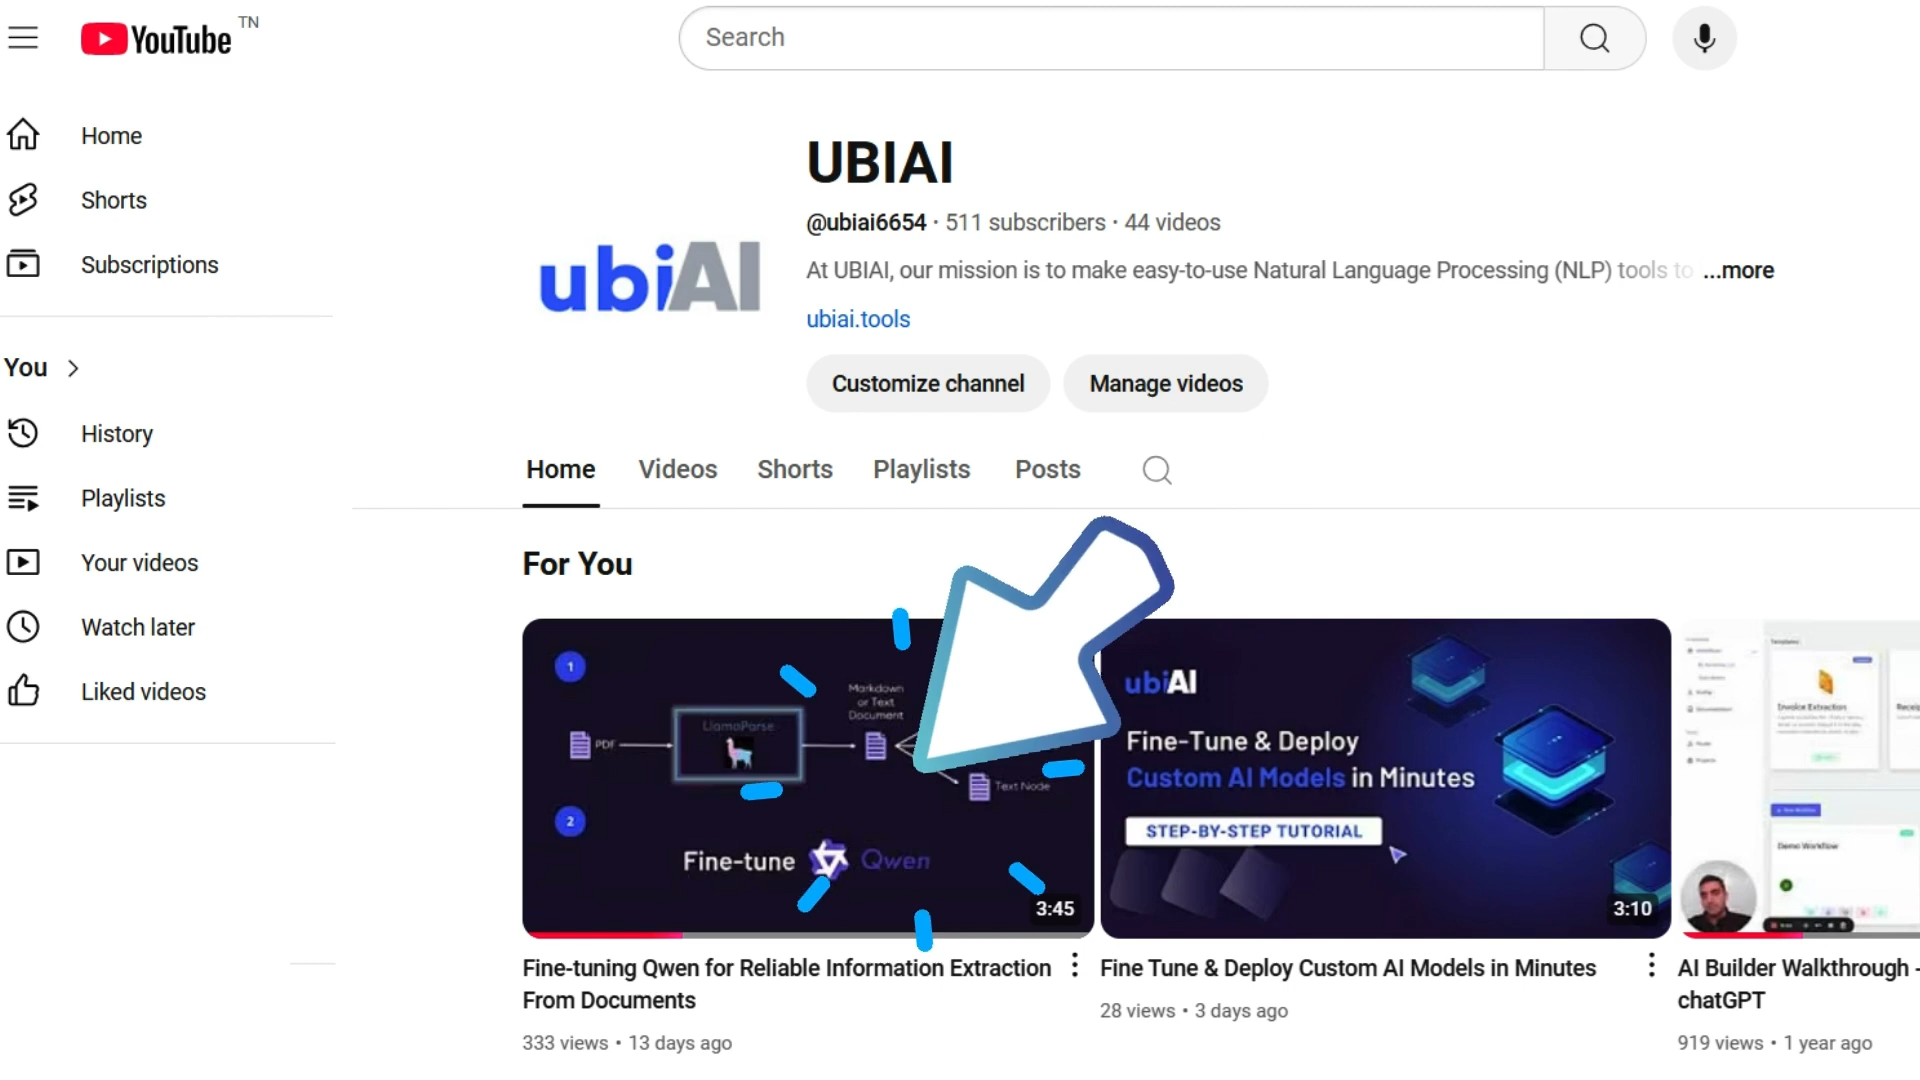 YouTube TN
Search
Home
Shorts
Subscriptions
You
History
Playlists
Your videos
Watch later
Liked videos
ubiAI
UBIAI
@ubiai6654 · 511 subscribers · 44 videos
At UBIAI, our mission is to make easy-to-use Natural Language Processing (NLP) tools to ...more
ubiai.tools
Customize channel
Manage videos
Home Videos Shorts Playlists Posts
For You
1
PDF
LlamaParse
Markdown
or Text
Document
Text Node
2
Fine-tune Qwen
3:45
Fine-tuning Qwen for Reliable Information Extraction
From Documents
333 views • 13 days ago
ubiAI
Fine-Tune & Deploy
Custom AI Models in Minutes
STEP-BY-STEP TUTORIAL
3:10
Fine Tune & Deploy Custom AI Models in Minutes
28 views • 3 days ago
Invoice Extraction
Demo Workflow
AI Builder Walkthrough -
chatGPT
919 views • 1 year ago